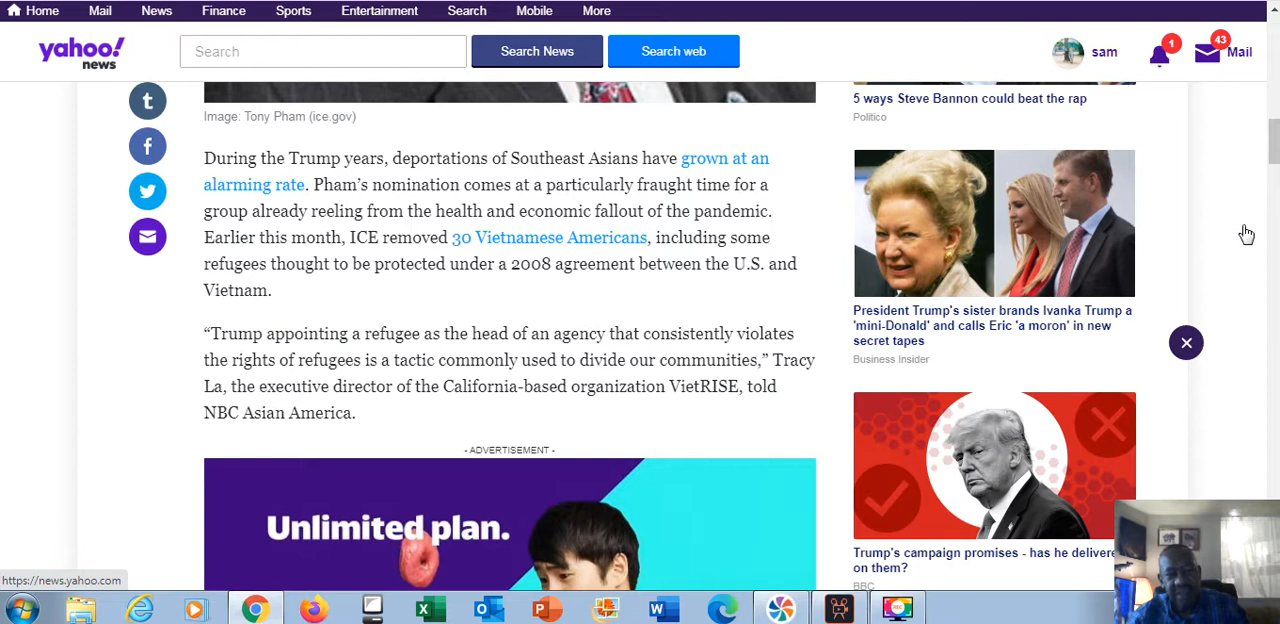 Home Mail News Finance Sports Entertainment Search Mobile More
yahoo!
news
Search
Search News
Search web
sam
1
43
Mail
Image: Tony Pham (ice.gov)
During the Trump years, deportations of Southeast Asians have grown at an
alarming rate. Pham’s nomination comes at a particularly fraught time for a
group already reeling from the health and economic fallout of the pandemic.
Earlier this month, ICE removed 30 Vietnamese Americans, including some
refugees thought to be protected under a 2008 agreement between the U.S. and
Vietnam.
“Trump appointing a refugee as the head of an agency that consistently violates
the rights of refugees is a tactic commonly used to divide our communities,” Tracy
La, the executive director of the California-based organization VietRISE, told
NBC Asian America.
- ADVERTISEMENT -
Unlimited plan.
5 ways Steve Bannon could beat the rap
Politico
President Trump's sister brands Ivanka Trump a
'mini-Donald' and calls Eric 'a moron' in new
secret tapes
Business Insider
Trump's campaign promises - has he delivere
on them?
BBC
https://news.yahoo.com